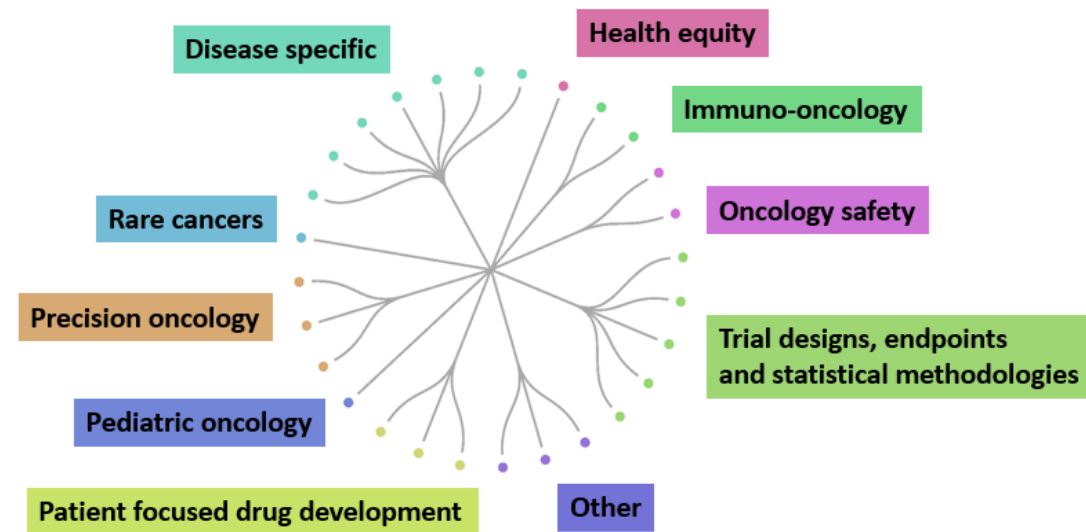 Health equity
Disease specific
Immuno-oncology
Rare cancers
Oncology safety
Precision oncology
Trial designs, endpoints
and statistical methodologies
Pediatric oncology
Patient focused drug development
Other